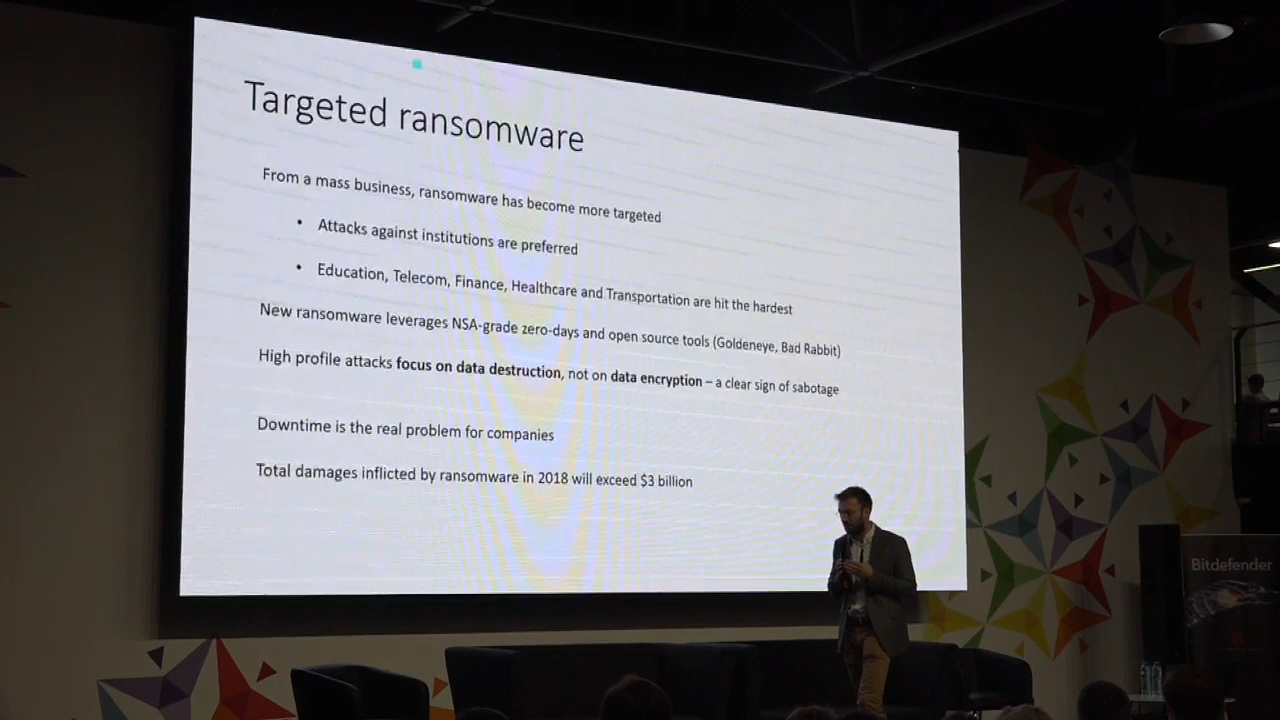 Targeted ransomware
From a mass business, ransomware has become more targeted
• Attacks against institutions are preferred
• Education, Telecom, Finance, Healthcare and Transportation are hit the hardest
New ransomware leverages NSA-grade zero-days and open source tools (Goldeneye, Bad Rabbit)
High profile attacks focus on data destruction, not on data encryption – a clear sign of sabotage
Downtime is the real problem for companies
Total damages inflicted by ransomware in 2018 will exceed $3 billion
Bitdefender